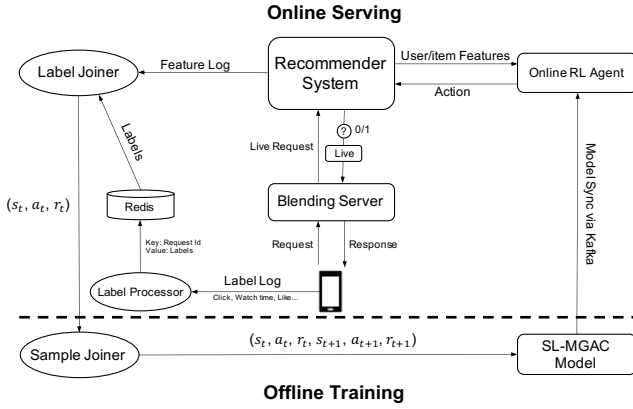 Online Serving
Label Joiner
Feature Log
Recommender
System
User/item Features
Action
Online RL Agent
? 0/1
Live
Live Request
Labels
Model Sync via Kafka
(s_t, a_t, r_t)
Redis
Blending Server
Key: Request Id
Value: Labels
Request
Response
Label Processor
Label Log
Click, Watch time, Like...
Sample Joiner
(s_t, a_t, r_t, s_{t+1}, a_{t+1}, r_{t+1})
SL-MGAC
Model
Offline Training